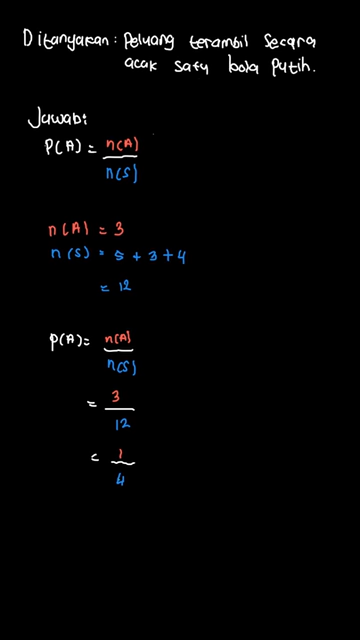 Ditanyakan: Peluang terambil secara
acak satu bola putih.
Jawab:
P(A) = n(A)
n(S)
n(A) = 3
n(S) = 5 + 3 + 4
= 12
P(A) = n(A)
n(S)
= 3
12
= 1
4